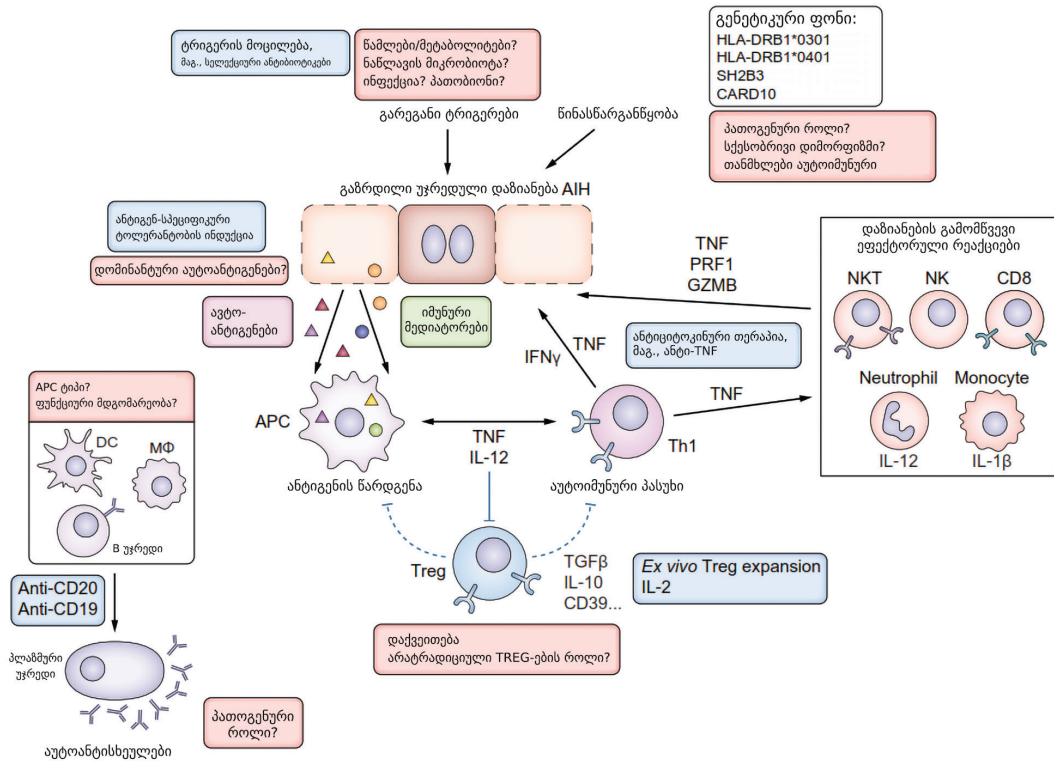 ტრიგერის მოცილება,
მაგ., სელექციური ანტიბიოტიკები
წამლები/მეტაბოლიტები?
ნაწლავის მიკრობიოტა?
ინფექცია? პათობიონი?
გარეგანი ტრიგერები
წინასწარგანწყობა
გენეტიკური ფონი:
HLA-DRB1*0301
HLA-DRB1*0401
SH2B3
CARD10
პათოგენური როლი?
სქესობრივი დიმორფიზმი?
თანმხლები აუტოიმუნური
გაზრდილი უჯრედული დაზიანება AIH
ანტიგენ-სპეციფიკური
ტოლერანტობის ინდუქცია
დომინანტური აუტოანტიგენები?
ავტო-
ანტიგენები
იმუნური
მედიატორები
TNF
PRF1
GZMB
დაზიანების გამომწვევი
ეფექტორული რეაქციები
NKT
NK
CD8
Neutrophil
Monocyte
IL-12
IL-1β
IFNγ
TNF
ანტიციტოკინური თერაპია,
მაგ., ანტი-TNF
TNF
APC
TNF
IL-12
Th1
ანტიგენის წარდგენა
აუტოიმუნური პასუხი
APC ტიპი?
ფუნქციური მდგომარეობა?
DC
MΦ
B უჯრედი
Treg
TGFβ
IL-10
CD39...
Ex vivo Treg expansion
IL-2
დაქვეითება
არატრადიციული TREG-ების როლი?
Anti-CD20
Anti-CD19
პლაზმური
უჯრედი
პათოგენური
როლი?
აუტოანტისხეულები